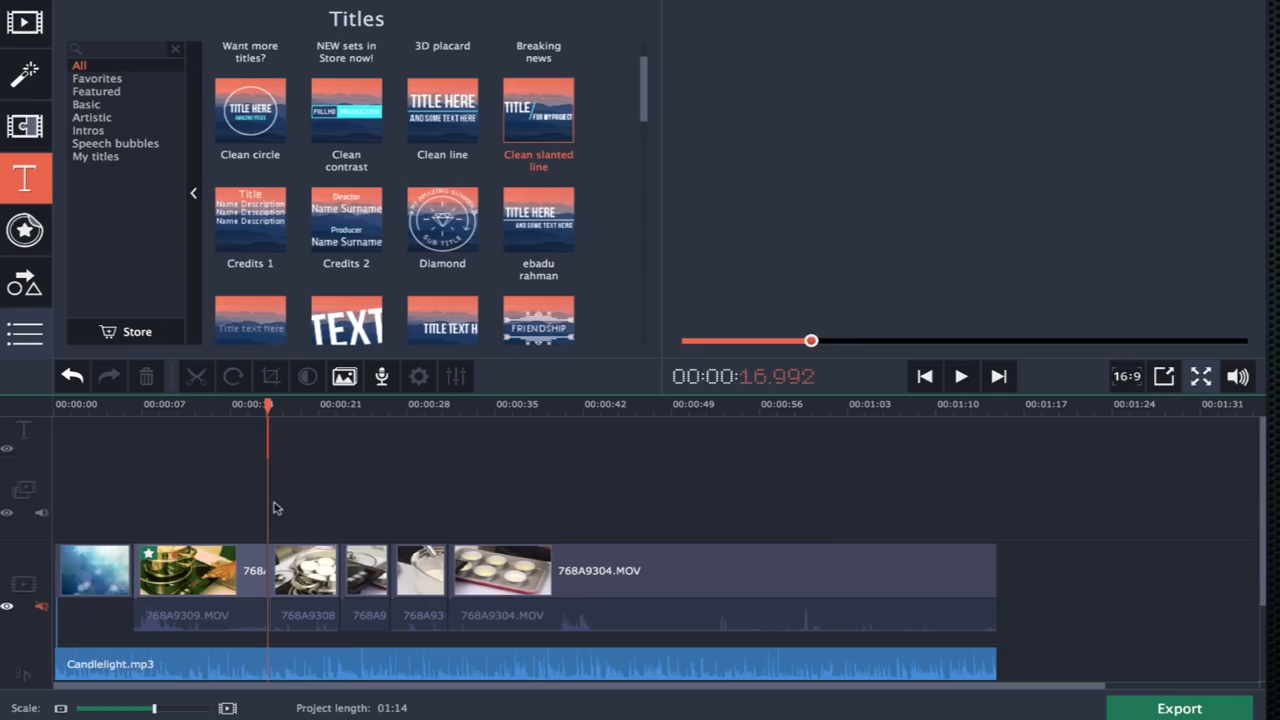 Titles
Want more
titles?
NEW sets in
Store now!
3D placard
Breaking
news
All
Favorites
Featured
Basic
Artistic
Intros
Speech bubbles
My titles
Store
TITLE HERE
AMAZING TITLES
Clean circle
PRODUCTION
Clean
contrast
TITLE HERE
AND SOME TEXT HERE
Clean line
TITLE/
FOR MY PROJECT
Clean slanted
line
Title
Name Description
Name Description
Name Description
Credits 1
Director
Name Surname
Producer
Name Surname
Credits 2
MY AMAZING SUMMER
SUB TITLE
Diamond
TITLE HERE
AND SOME TEXT HERE
ebadu
rahman
Title text here
TEXT
TITLE TEXT H
FRIENDSHIP
00:00:16.992
16:9
00:00:00
00:00:07
00:00:1
00:00:21
00:00:28
00:00:35
00:00:42
00:00:49
00:00:56
00:01:03
00:01:10
00:01:17
00:01:24
00:01:31
T
768A
768A9304.MOV
768A9309.MOV
768A9308
768A9
768A93
768A9304.MOV
Candlelight.mp3
Scale:
Project length: 01:14
Export